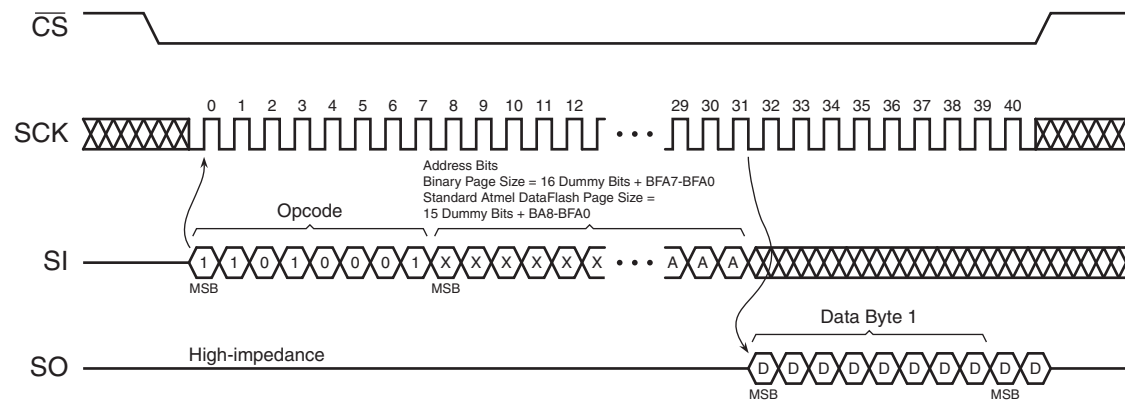 CS
0 1 2 3 4 5 6 7 8 9 10 11 12 29 30 31 32 33 34 35 36 37 38 39 40
SCK
Address Bits
Binary Page Size = 16 Dummy Bits + BFA7-BFA0
Standard Atmel DataFlash Page Size =
15 Dummy Bits + BA8-BFA0
Opcode
SI 1 1 0 1 0 0 0 1 X X X X X X • • • A A A
MSB MSB
Data Byte 1
High-impedance
SO D D D D D D D D D D
MSB MSB